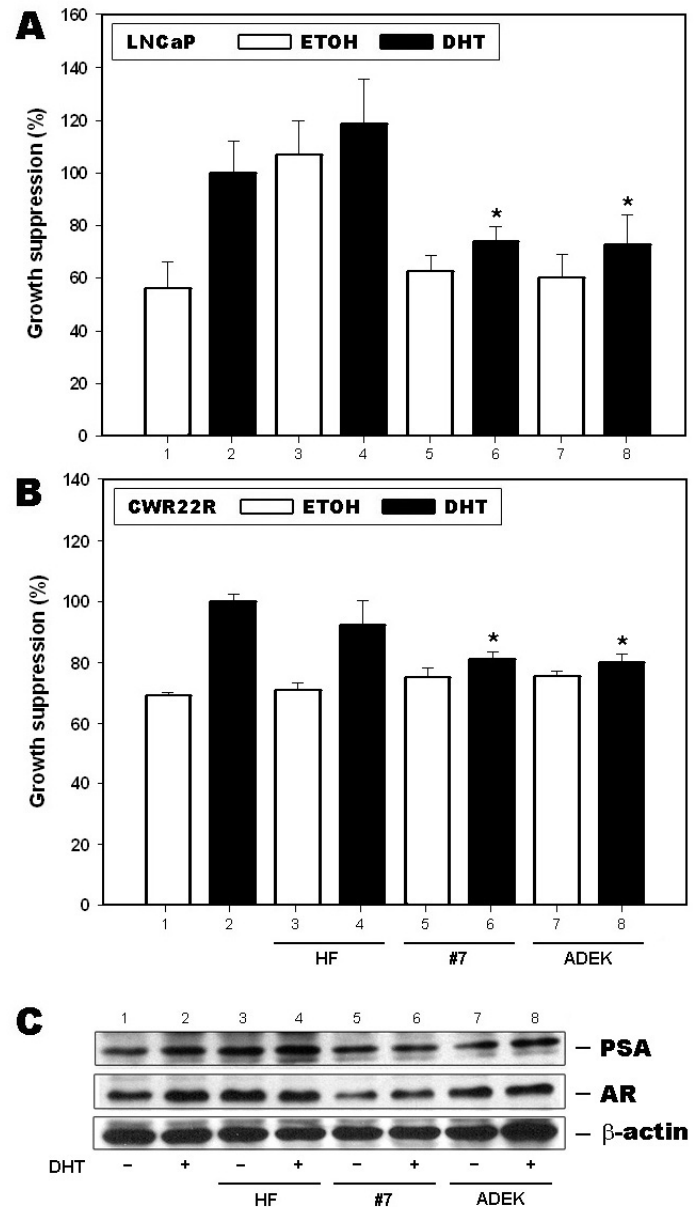 A
LNCaP ETOH DHT
Growth suppression (%)
160
140
120
100
80
60
40
20
0
* *
1 2 3 4 5 6 7 8
B
CWR22R ETOH DHT
Growth suppression (%)
140
120
100
80
60
40
20
0
* *
1 2 3 4 5 6 7 8
HF #7 ADEK
C
1 2 3 4 5 6 7 8
– PSA
– AR
– β-actin
DHT – + – + – + – +
HF #7 ADEK